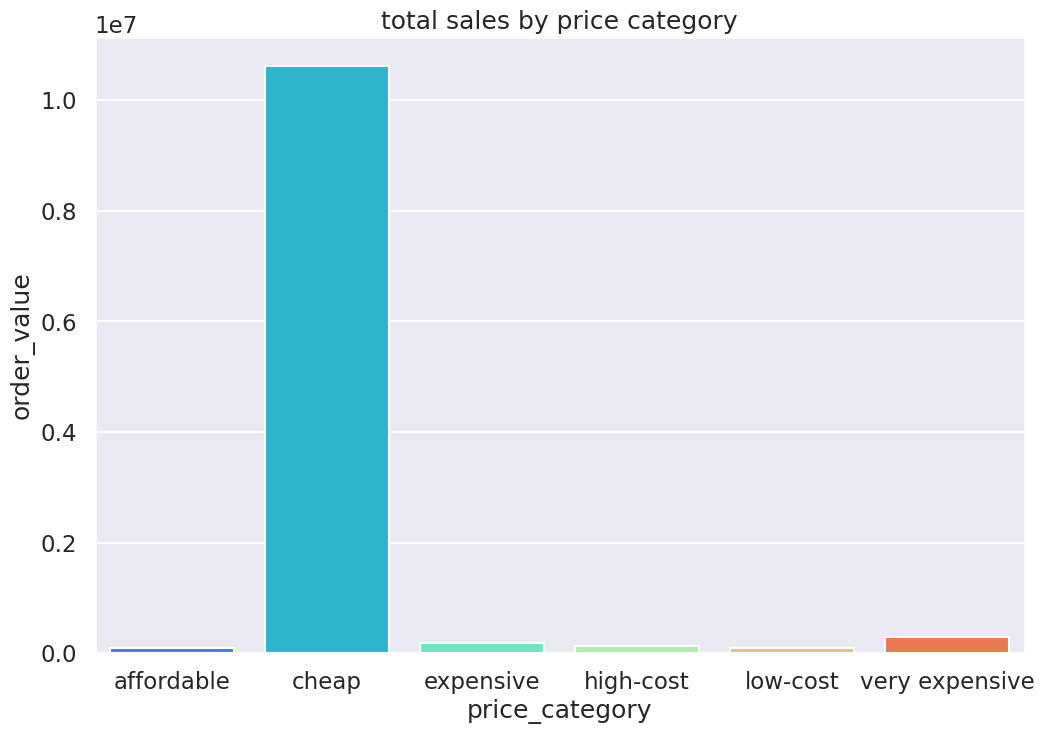 total sales by price category
1e7
1.0
0.8
0.6
0.4
0.2
0.0
order_value
affordable cheap expensive high-cost low-cost very expensive
price_category